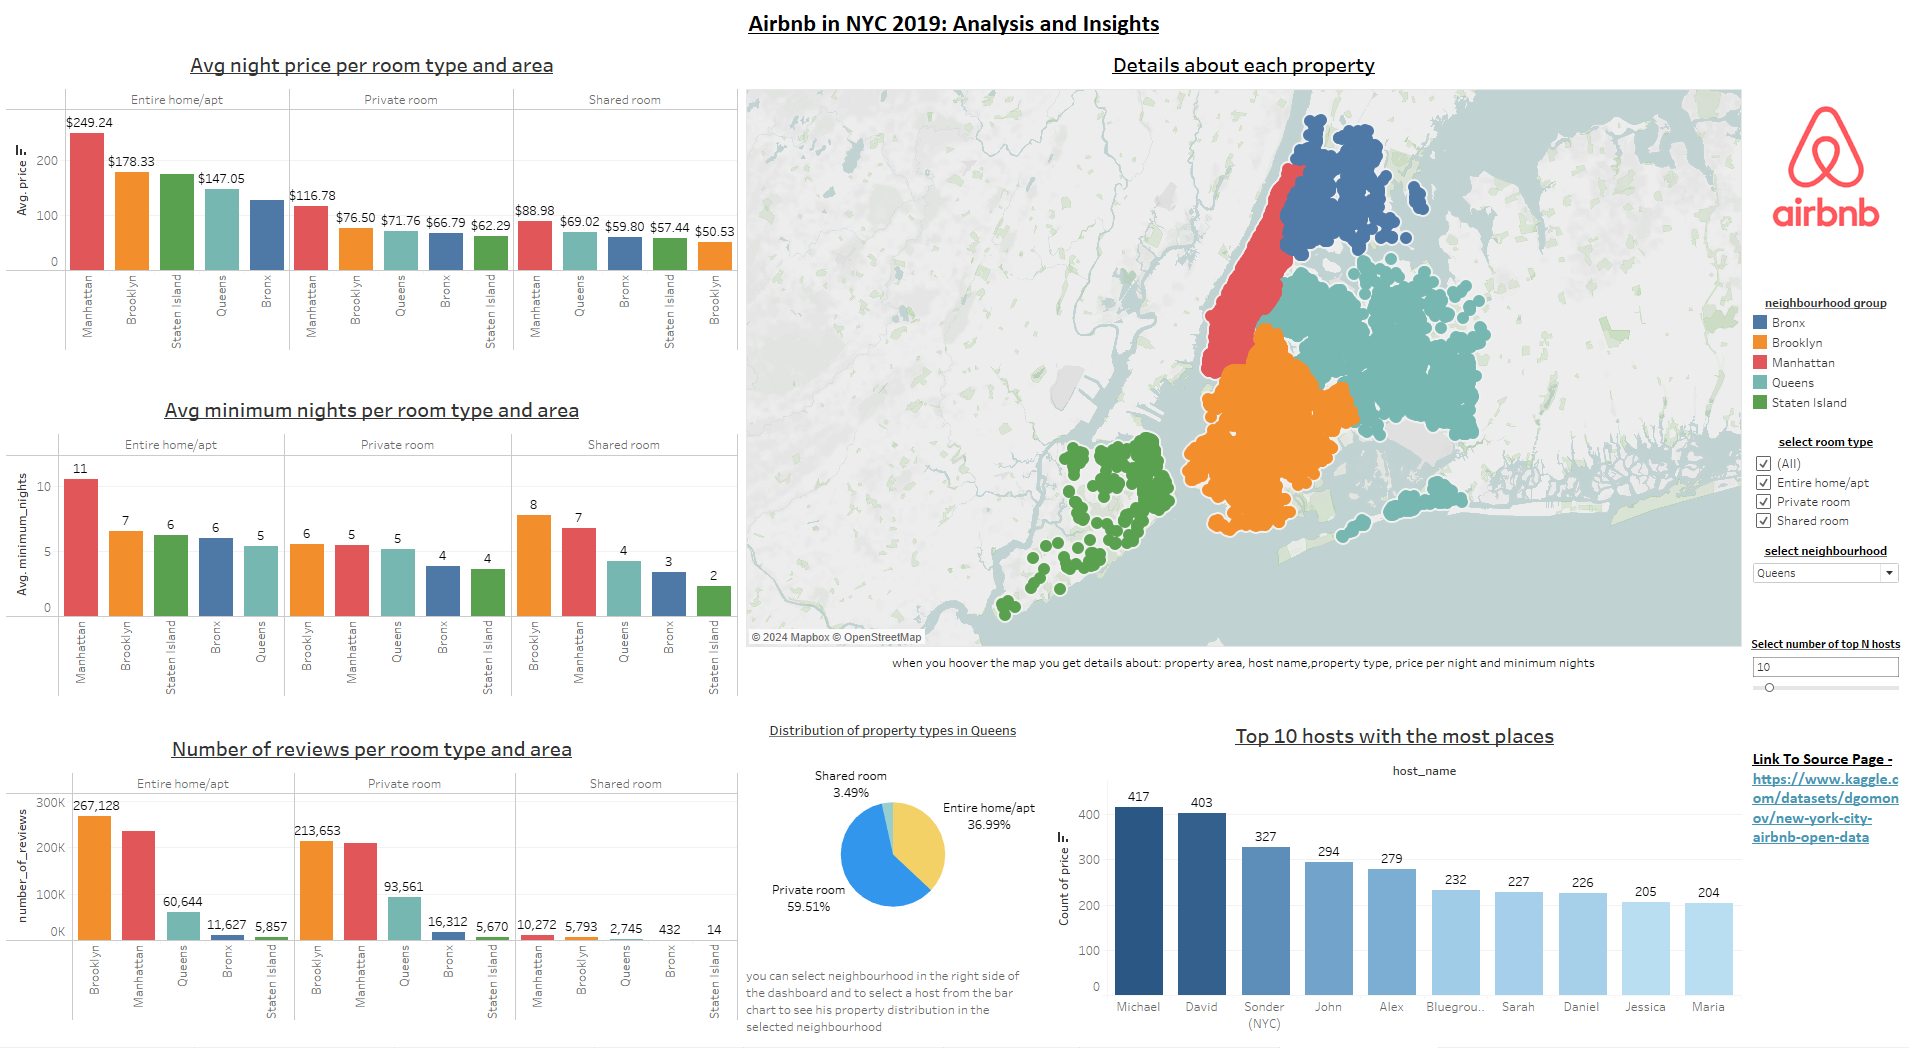 Airbnb in NYC 2019: Analysis and Insights
Avg night price per room type and area
Entire home/apt Private room Shared room
Avg. price
200
100
0
$249.24 $178.33 $147.05
$116.78 $76.50 $71.76 $66.79 $62.29
$88.98 $69.02 $59.80 $57.44 $50.53
Manhattan Brooklyn Staten Island Queens Bronx
Manhattan Brooklyn Queens Bronx Staten Island
Manhattan Queens Bronx Staten Island Brooklyn
Avg minimum nights per room type and area
Entire home/apt Private room Shared room
Avg. minimum_nights
10
5
0
11 7 6 6 5
6 5 5 4 4
8 7 4 3 2
Manhattan Brooklyn Staten Island Bronx Queens
Brooklyn Manhattan Queens Bronx Staten Island
Brooklyn Manhattan Queens Bronx Staten Island
Number of reviews per room type and area
Entire home/apt Private room Shared room
number_of_reviews
300K
200K
100K
0K
267,128 60,644 11,627 5,857
213,653 93,561 16,312 5,670
10,272 5,793 2,745 432 14
Brooklyn Manhattan Queens Bronx Staten Island
Brooklyn Manhattan Queens Bronx Staten Island
Manhattan Brooklyn Queens Bronx Staten Island
Details about each property
© 2024 Mapbox © OpenStreetMap
when you hoover the map you get details about: property area, host name,property type, price per night and minimum nights
Distribution of property types in Queens
Shared room
3.49%
Entire home/apt
36.99%
Private room
59.51%
you can select neighbourhood in the right side of
the dashboard and to select a host from the bar
chart to see his property distribution in the
selected neighbourhood
Top 10 hosts with the most places
host_name
Count of price
400
300
200
100
0
417 403 327 294 279 232 227 226 205 204
Michael David Sonder (NYC) John Alex Bluegrou.. Sarah Daniel Jessica Maria
airbnb
neighbourhood group
Bronx
Brooklyn
Manhattan
Queens
Staten Island
select room type
(All)
Entire home/apt
Private room
Shared room
select neighbourhood
Queens
Select number of top N hosts
10
Link To Source Page -
https://www.kaggle.c
om/datasets/dgomon
ov/new-york-city-
airbnb-open-data